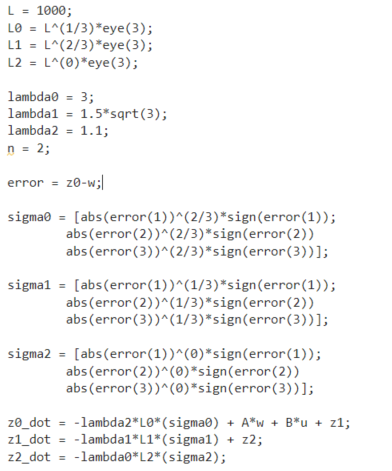 L = 1000;
L0 = L^(1/3)*eye(3);
L1 = L^(2/3)*eye(3);
L2 = L^(0)*eye(3);
lambda0 = 3;
lambda1 = 1.5*sqrt(3);
lambda2 = 1.1;
n = 2;
error = z0-w;
sigma0 = [abs(error(1))^(2/3)*sign(error(1));
abs(error(2))^(2/3)*sign(error(2))
abs(error(3))^(2/3)*sign(error(3))];
sigma1 = [abs(error(1))^(1/3)*sign(error(1));
abs(error(2))^(1/3)*sign(error(2))
abs(error(3))^(1/3)*sign(error(3))];
sigma2 = [abs(error(1))^(0)*sign(error(1);
abs(error(2))^(0)*sign(error(2))
abs(error(3))^(0)*sign(error(3))];
z0_dot = -lambda2*L0*(sigma0) + A*w + B*u + z1;
z1_dot = -lambda1*L1*(sigma1) + z2;
z2_dot = -lambda0*L2*(sigma2);